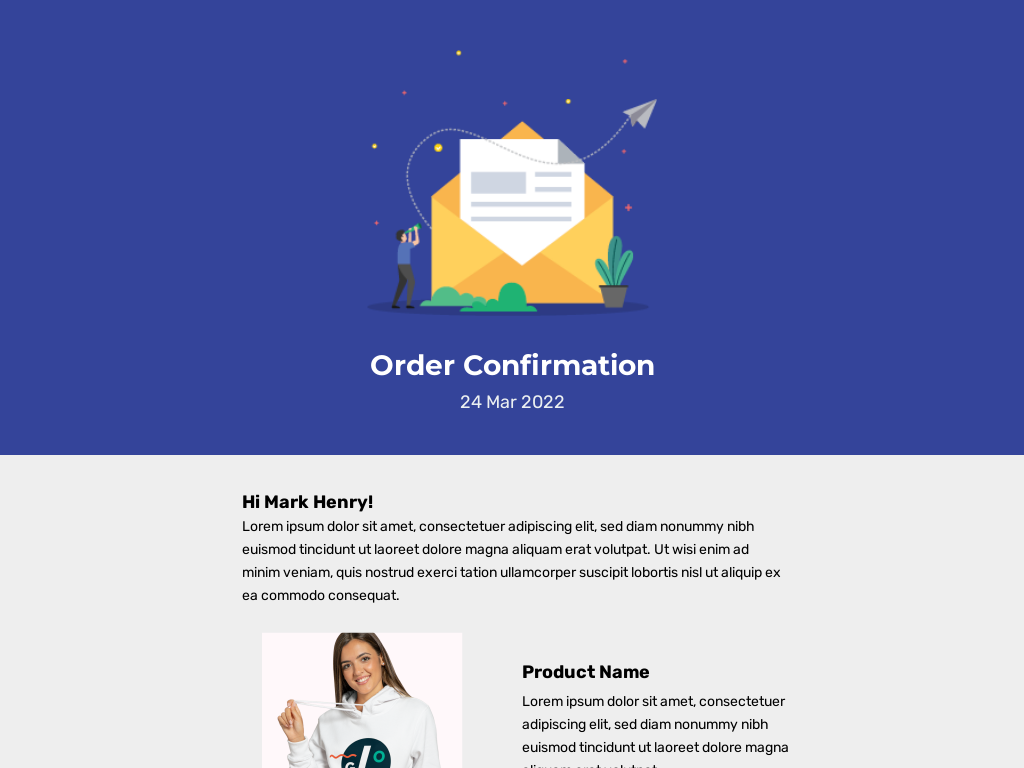 Order Confirmation
24 Mar 2022
Hi Mark Henry!
Lorem ipsum dolor sit amet, consectetuer adipiscing elit, sed diam nonummy nibh
euismod tincidunt ut laoreet dolore magna aliquam erat volutpat. Ut wisi enim ad
minim veniam, quis nostrud exerci tation ullamcorper suscipit lobortis nisl ut aliquip ex
ea commodo consequat.
Product Name
Lorem ipsum dolor sit amet, consectetuer
adipiscing elit, sed diam nonummy nibh
euismod tincidunt ut laoreet dolore magna